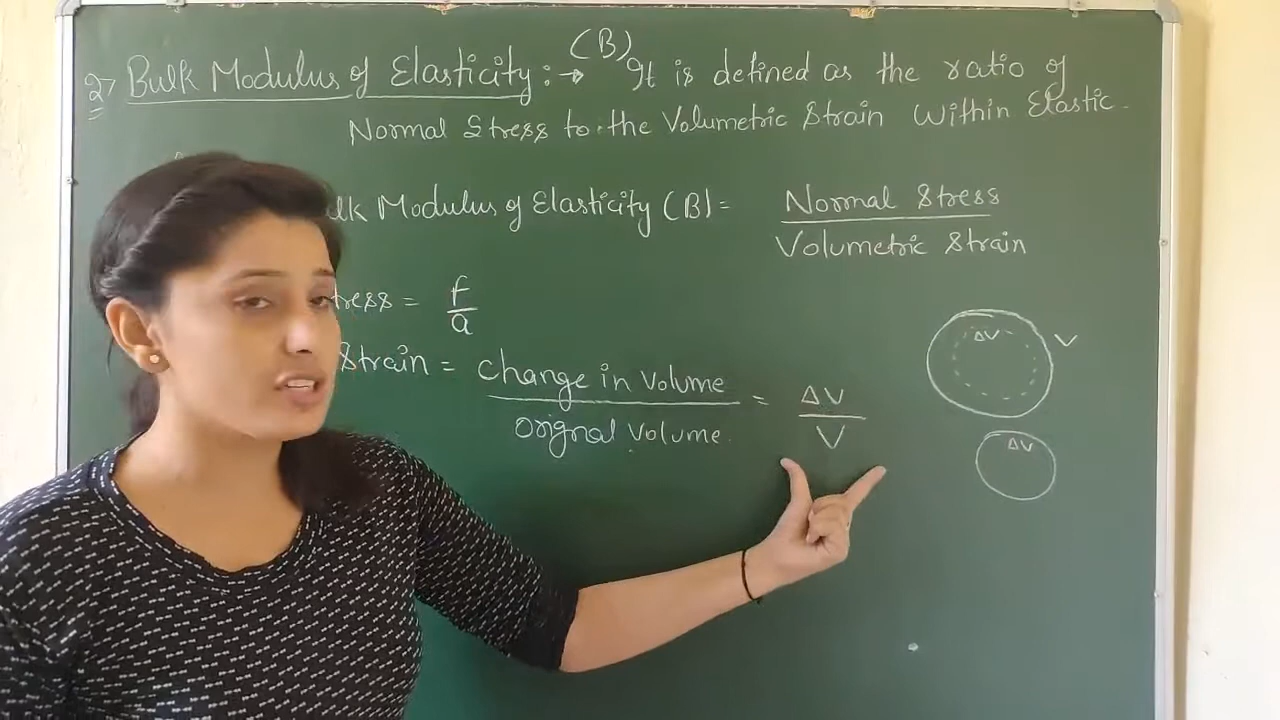 2> Bulk Modulus of Elasticity :→ (B) It is defined as the ratio of
Normal Stress to the Volumetric Strain Within Elastic
lk Modulus of Elasticity (B) = Normal Stress
Volumetric Strain
tress = F
a
Strain = Change in Volume = ΔV
Orignal Volume. V
ΔV V
ΔV